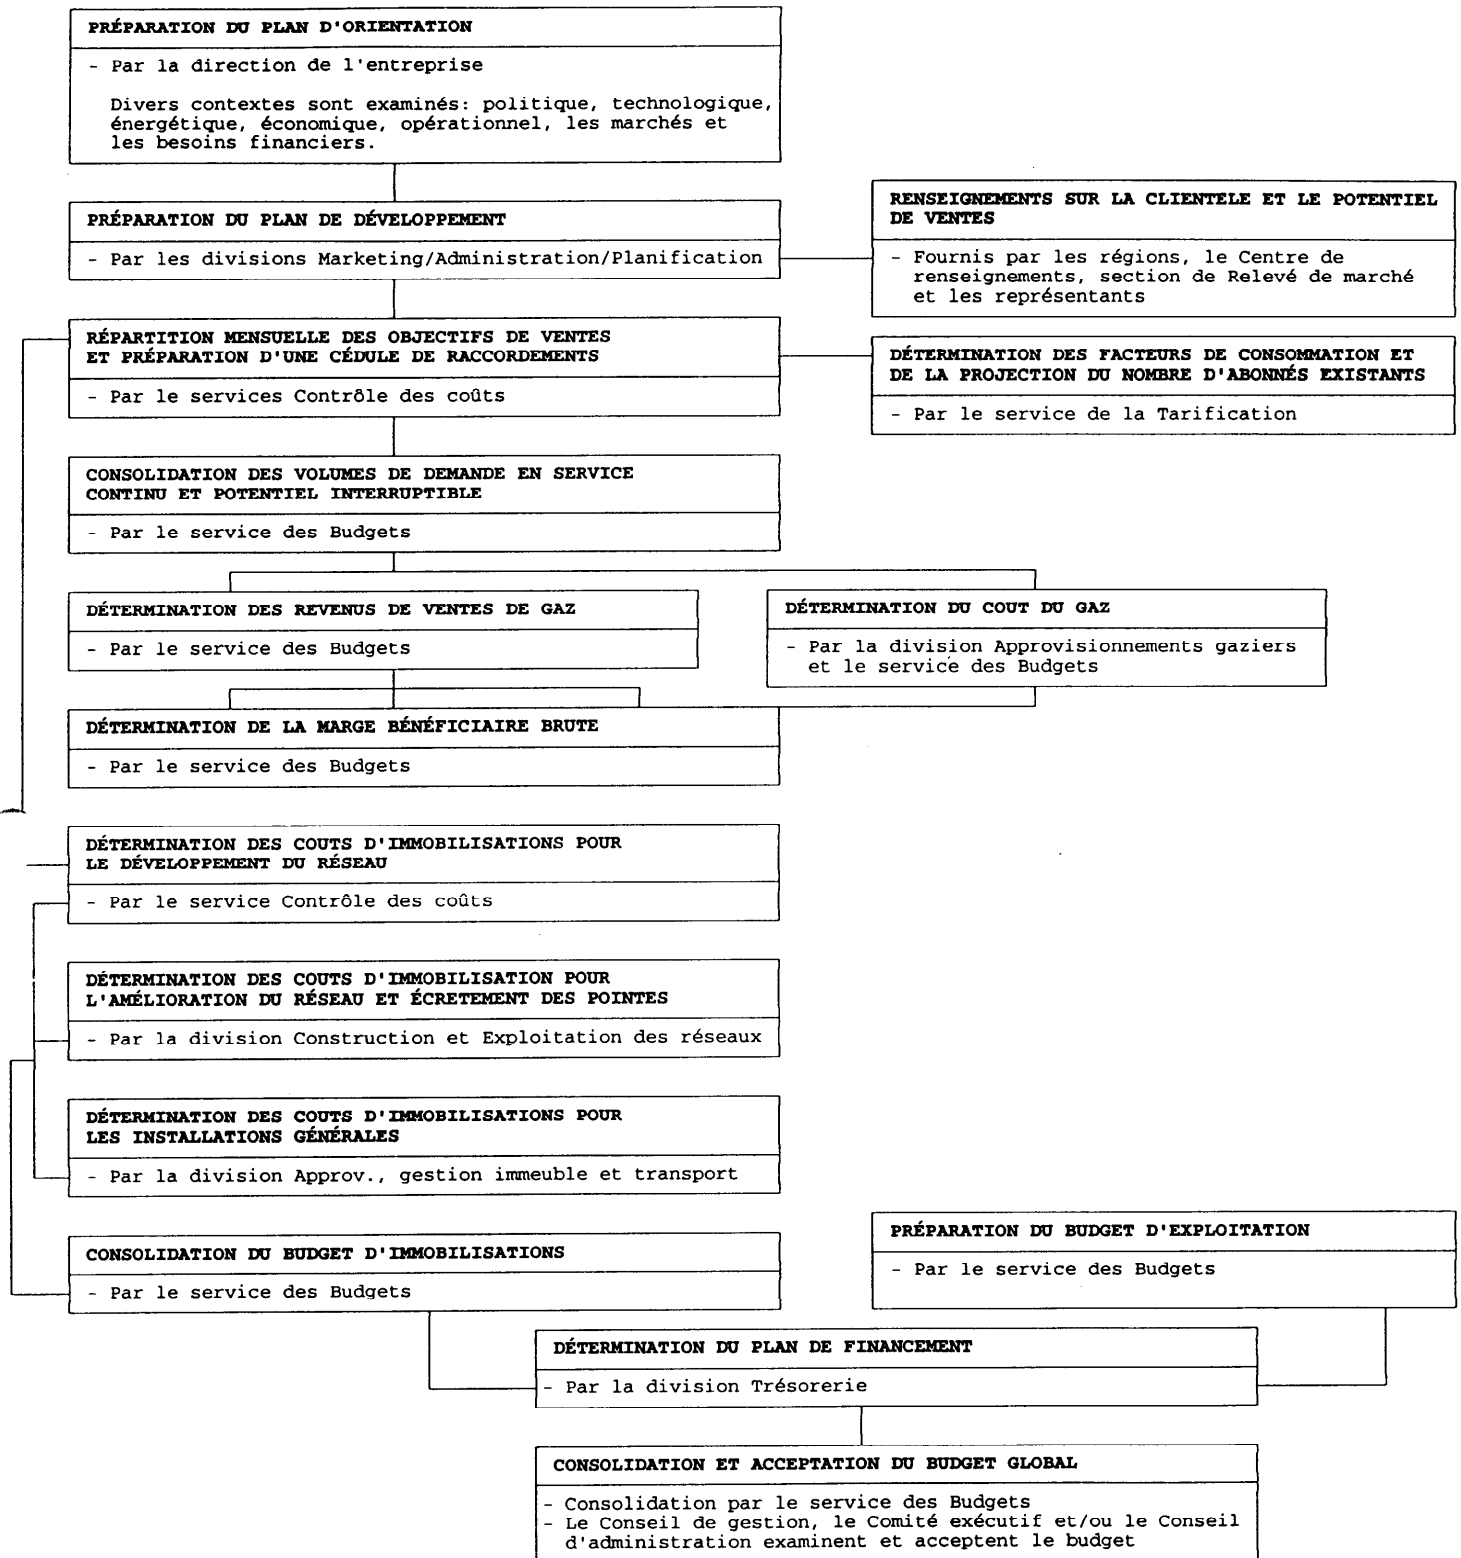 PRÉPARATION DU PLAN D'ORIENTATION
- Par la direction de l'entreprise
Divers contextes sont examinés: politique, technologique,
énergétique, économique, opérationnel, les marchés et
les besoins financiers.
PRÉPARATION DU PLAN DE DÉVELOPPEMENT
- Par les divisions Marketing/Administration/Planification
RENSEIGNEMENTS SUR LA CLIENTELE ET LE POTENTIEL
DE VENTES
- Fournis par les régions, le Centre de
renseignements, section de Relevé de marché
et les représentants
RÉPARTITION MENSUELLE DES OBJECTIFS DE VENTES
ET PRÉPARATION D'UNE CÉDULE DE RACCORDEMENTS
- Par le services Contrôle des coûts
DÉTERMINATION DES FACTEURS DE CONSOMMATION ET
DE LA PROJECTION DU NOMBRE D'ABONNÉS EXISTANTS
- Par le service de la Tarification
CONSOLIDATION DES VOLUMES DE DEMANDE EN SERVICE
CONTINU ET POTENTIEL INTERRUPTIBLE
- Par le service des Budgets
DÉTERMINATION DES REVENUS DE VENTES DE GAZ
- Par le service des Budgets
DÉTERMINATION DU COUT DU GAZ
- Par la division Approvisionnements gaziers
et le service des Budgets
DÉTERMINATION DE LA MARGE BÉNÉFICIAIRE BRUTE
- Par le service des Budgets
DÉTERMINATION DES COUTS D'IMMOBILISATIONS POUR
LE DÉVELOPPEMENT DU RÉSEAU
- Par le service Contrôle des coûts
DÉTERMINATION DES COUTS D'IMMOBILISATION POUR
L'AMÉLIORATION DU RÉSEAU ET ÉCRETEMENT DES POINTES
- Par la division Construction et Exploitation des réseaux
DÉTERMINATION DES COUTS D'IMMOBILISATIONS POUR
LES INSTALLATIONS GÉNÉRALES
- Par la division Approv., gestion immeuble et transport
CONSOLIDATION DU BUDGET D'IMMOBILISATIONS
- Par le service des Budgets
PRÉPARATION DU BUDGET D'EXPLOITATION
- Par le service des Budgets
DÉTERMINATION DU PLAN DE FINANCEMENT
- Par la division Trésorerie
CONSOLIDATION ET ACCEPTATION DU BUDGET GLOBAL
- Consolidation par le service des Budgets
- Le Conseil de gestion, le Comité exécutif et/ou le Conseil
d'administration examinent et acceptent le budget